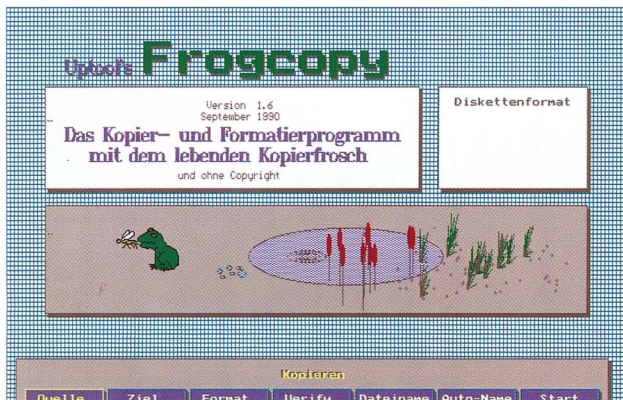 Uptool's Frogcopy
Version 1.6
September 1990
Das Kopier- und Formatierprogramm
mit dem lebenden Kopierfrosch
und ohne Copyright
Diskettenformat
Kopieren
Quelle Ziel Format Verify Dateiname Auto-Name Start